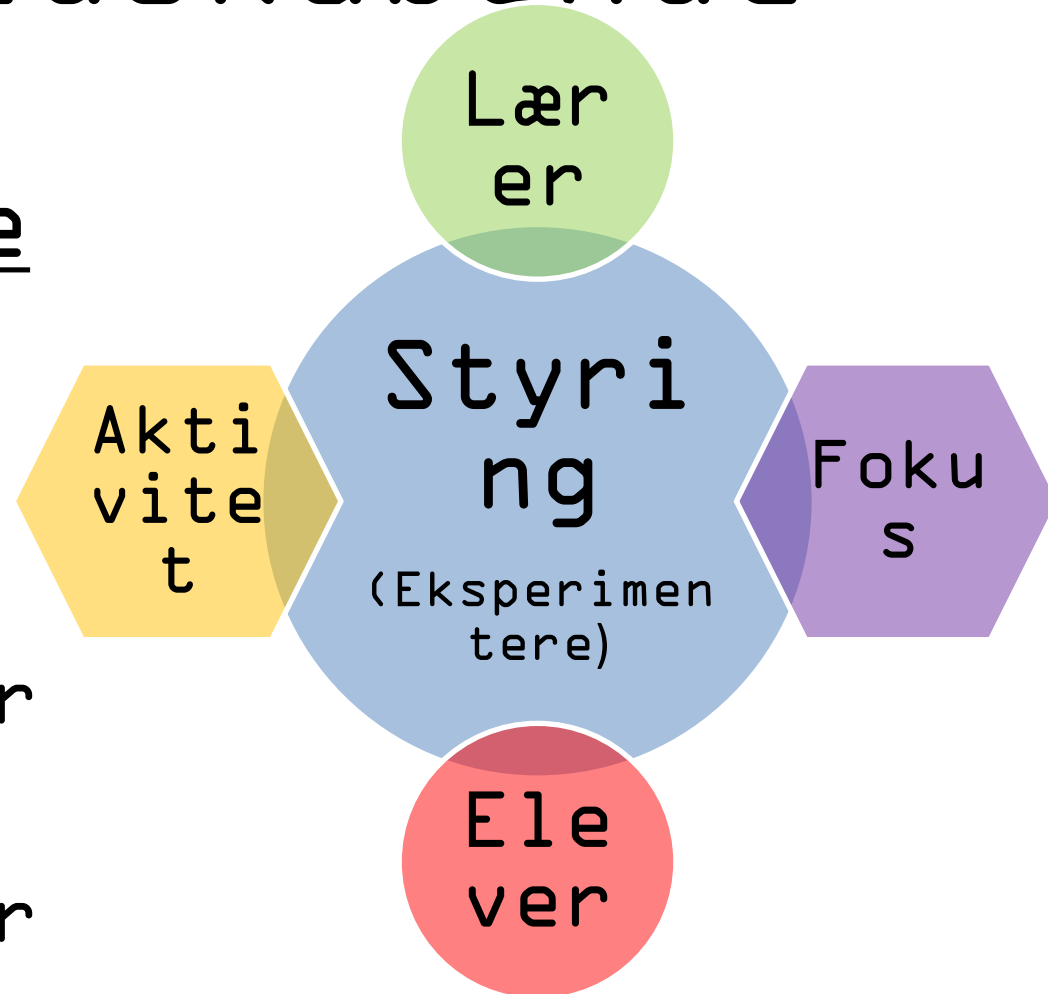 Lær
er
e
Styri
ng
(Eksperimen
tere)
Akti
vite
t
Foku
s
r
Ele
ver
r